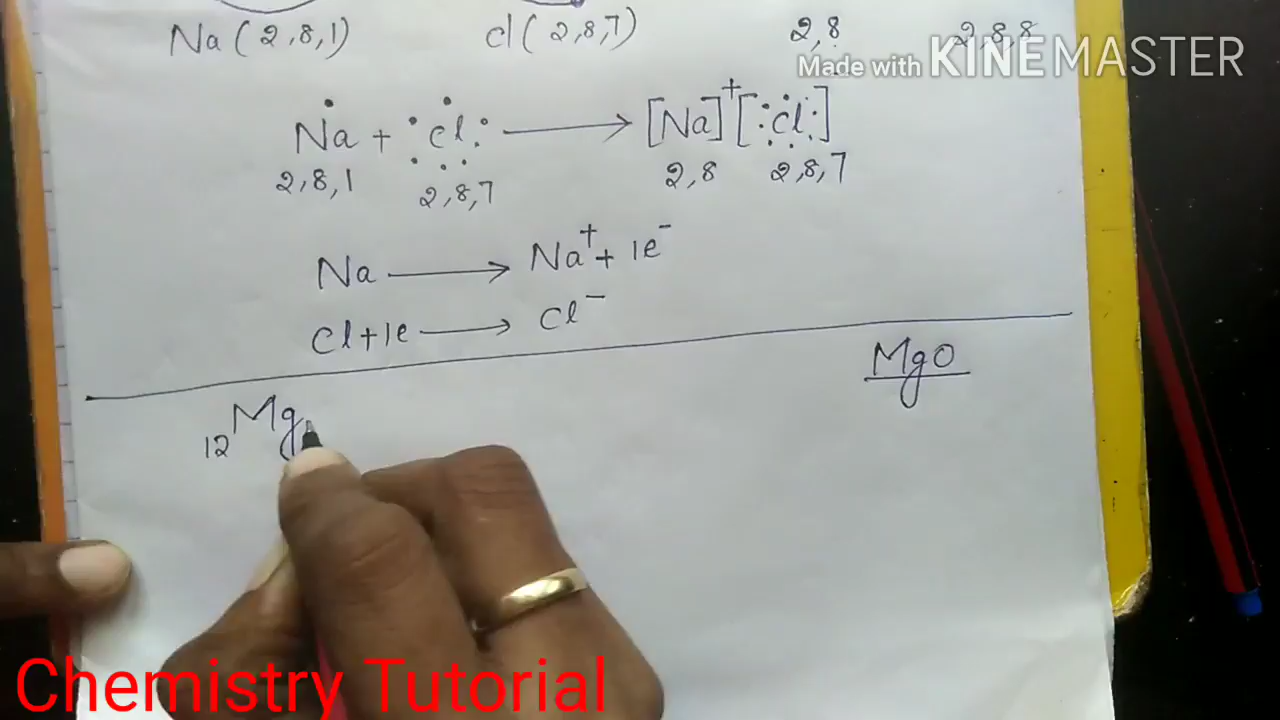 Na (2,8,1) Cl (2,8,7) 2,8 2,8,8
Made with KINEMASTER
Na + Cl → [Na]+ [Cl]
2,8,1 2,8,7 2,8 2,8,7
Na → Na+ + 1e-
Cl+1e → Cl-
MgO
12Mg
Chemistry Tutorial